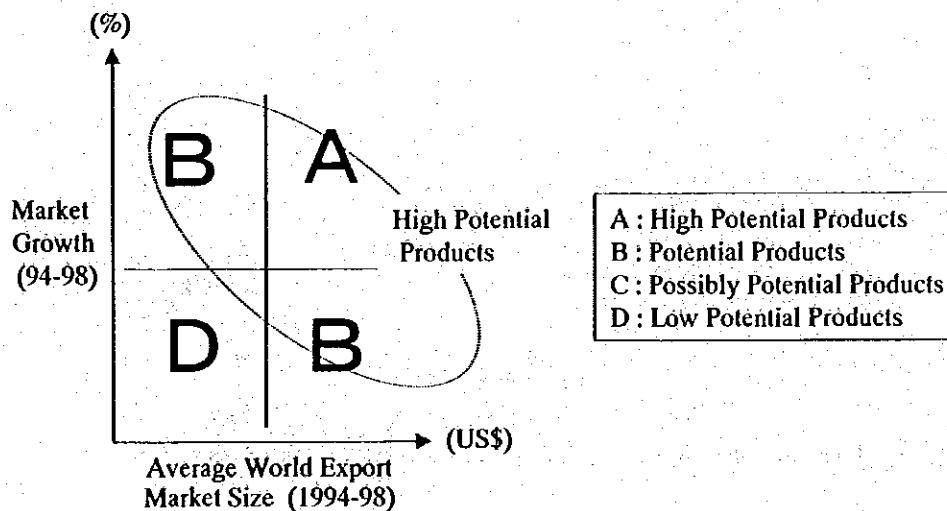 (%)
B
A
Market
Growth
(94-98)
High Potential
Products
D
B
(US$)
Average World Export
Market Size (1994-98)
A : High Potential Products
B : Potential Products
C : Possibly Potential Products
D : Low Potential Products